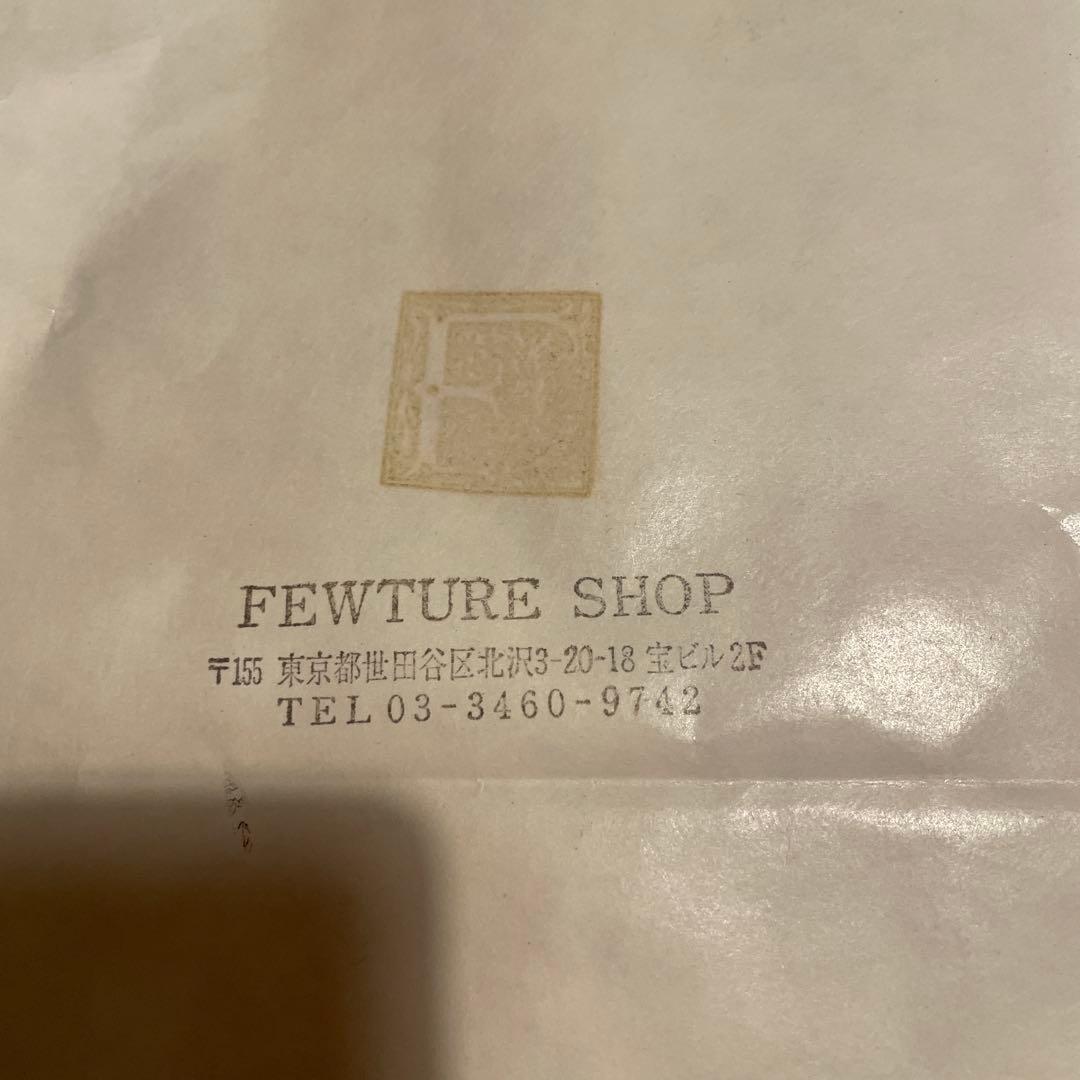 F
FEWTURE SHOP
〒155 東京都世田谷区北沢3-20-18 宝ビル2F
TEL 03-3460-9742